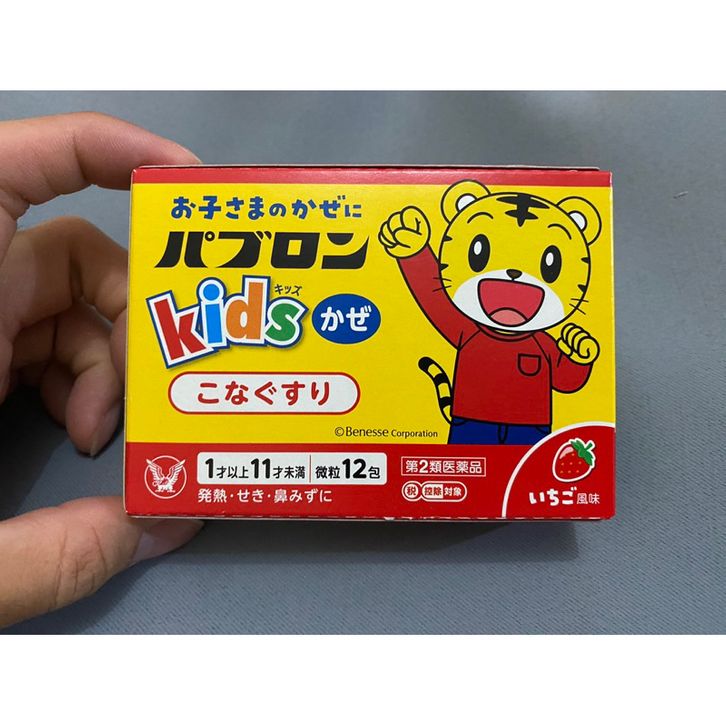 お子さまのかぜに
パブロン
キッズ
kids かぜ
こなぐすり
©Benesse Corporation
1才以上11才未満 微粒12包 第2類医薬品
発熱・せき・鼻みずに 税 控除対象
いちご風味